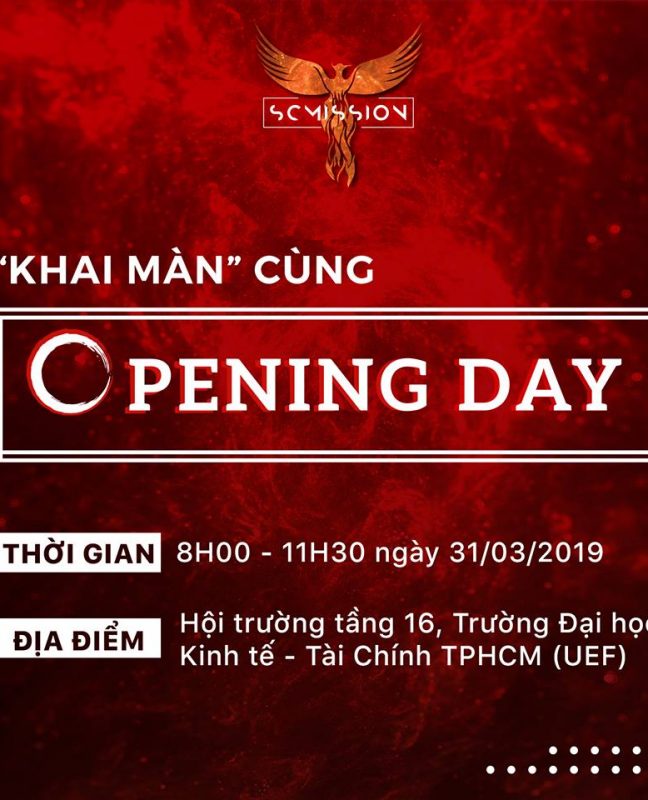 SCMISSION
“KHAI MÀN” CÙNG
OPENING DAY
THỜI GIAN 8H00 - 11H30 ngày 31/03/2019
ĐỊA ĐIỂM Hội trường tầng 16, Trường Đại học
Kinh tế - Tài Chính TPHCM (UEF)